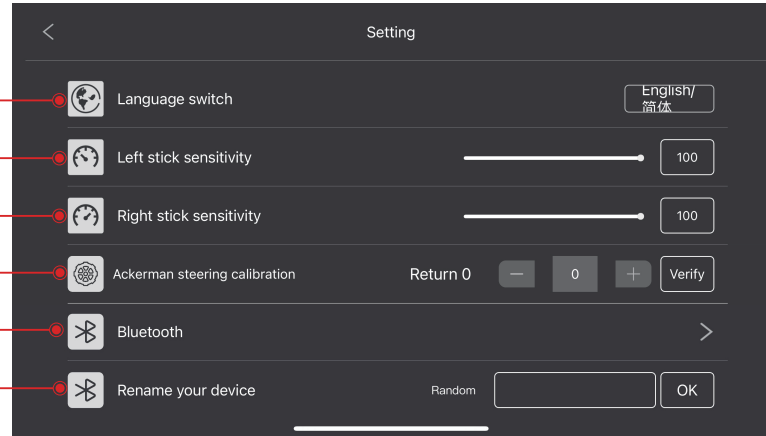 Setting
Language switch
English/
简体
Left stick sensitivity
100
Right stick sensitivity
100
Ackerman steering calibration
Return 0
0
Verify
Bluetooth
Rename your device
Random
OK